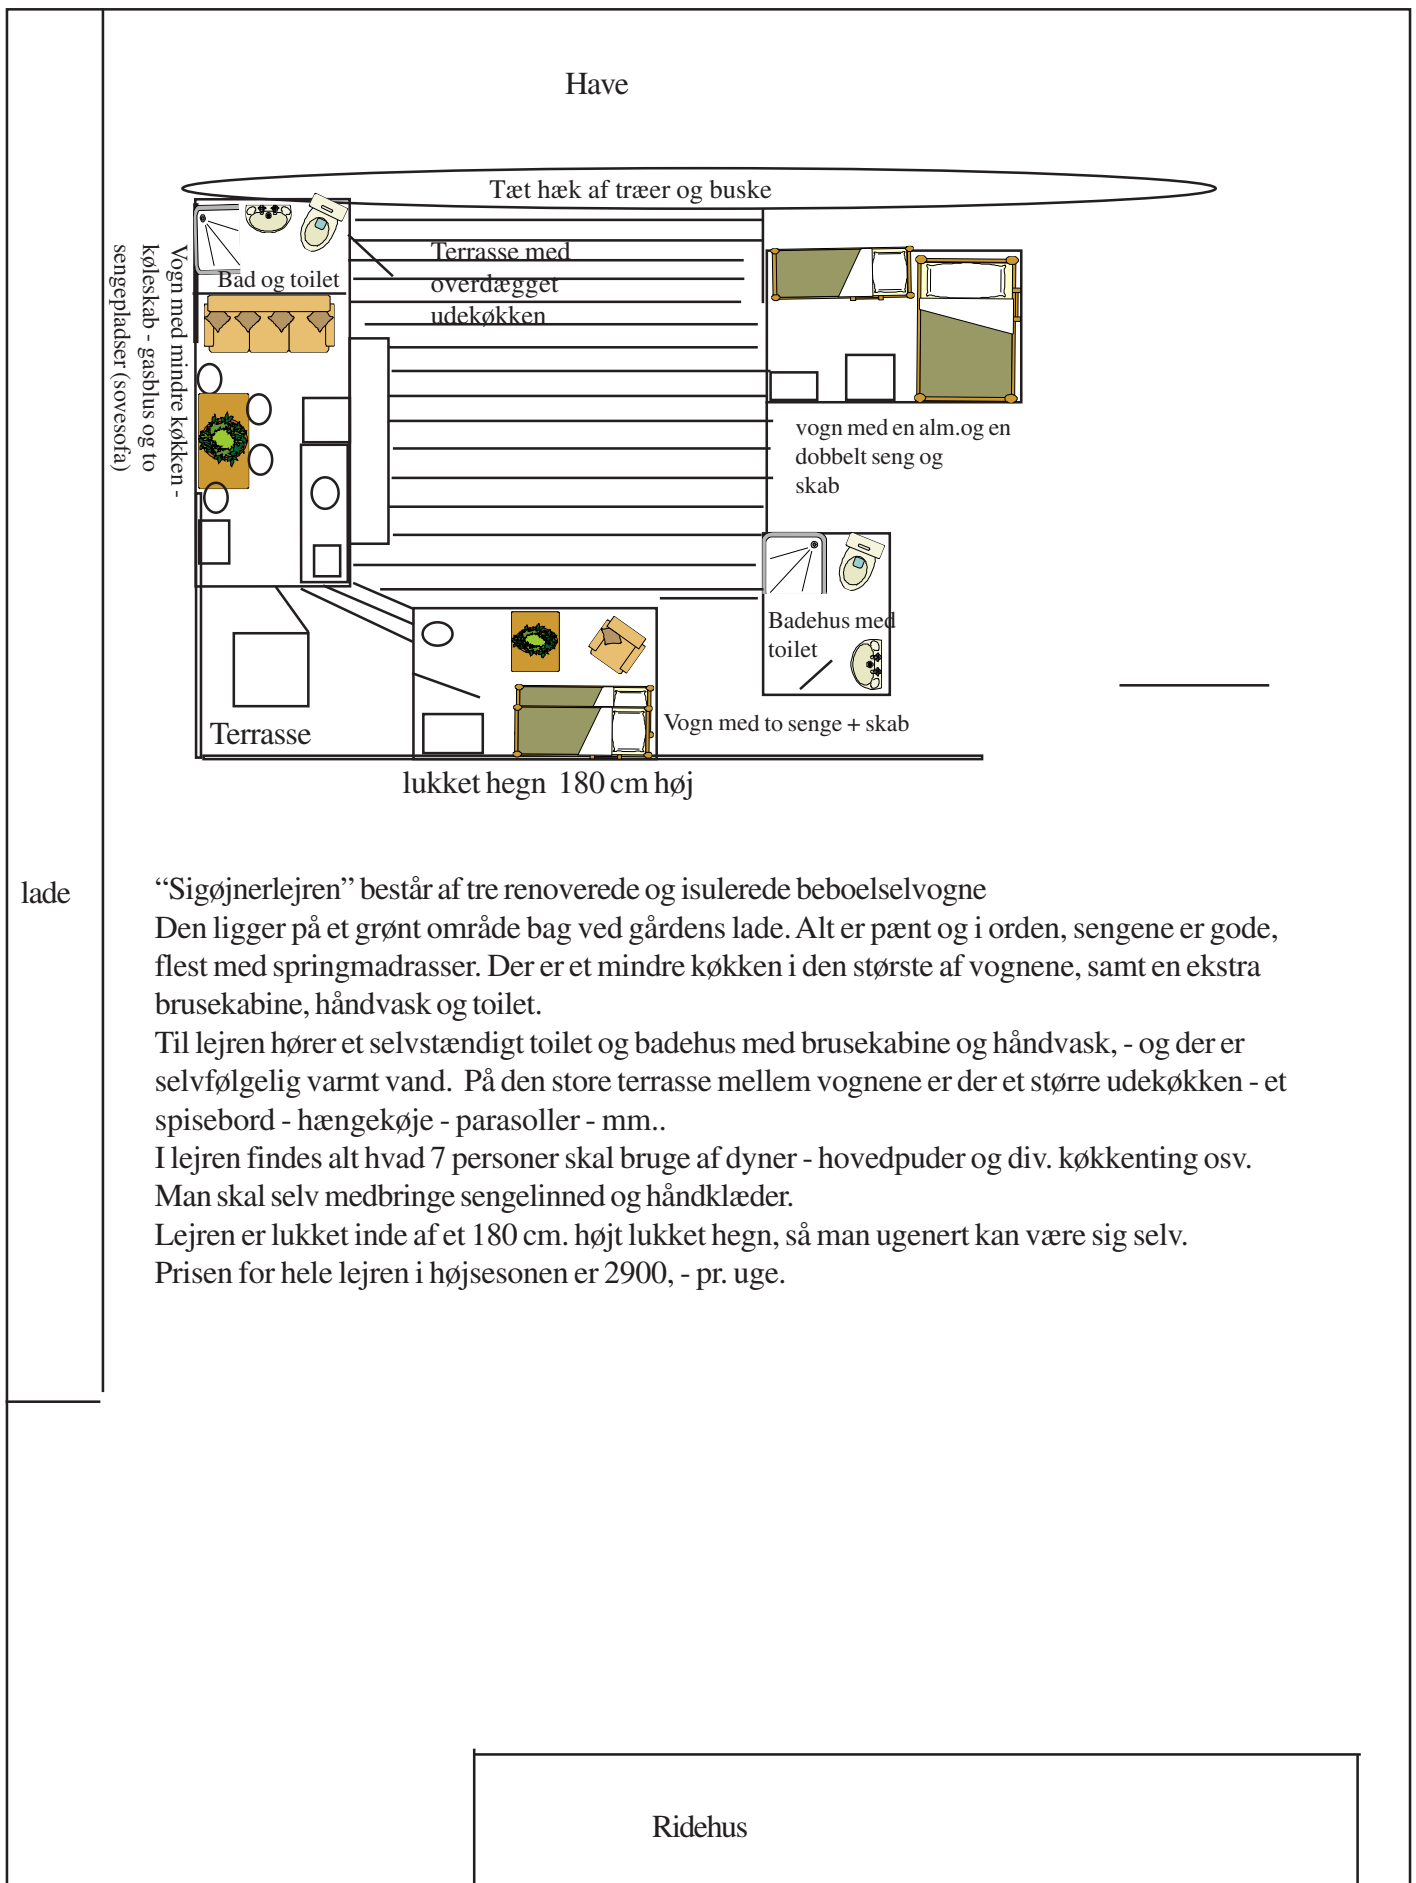 Have
Tæt hæk af træer og buske
Vogn med mindre køkken -
køleskab - gasblus og to
sengepladser (sovesofa)
Bad og toilet
Terrasse med
overdægget
udekøkken
vogn med en alm.og en
dobbelt seng og
skab
Badehus med
toilet
Vogn med to senge + skab
Terrasse
lukket hegn  180 cm høj
lade
“Sigøjnerlejren” består af tre renoverede og isulerede beboelselvogne
Den ligger på et grønt område bag ved gårdens lade. Alt er pænt og i orden, sengene er gode,
flest med springmadrasser. Der er et mindre køkken i den største af vognene, samt en ekstra
brusekabine, håndvask og toilet.
Til lejren hører et selvstændigt toilet og badehus med brusekabine og håndvask, - og der er
selvfølgelig varmt vand.  På den store terrasse mellem vognene er der et større udekøkken - et
spisebord - hængekøje - parasoller - mm..
I lejren findes alt hvad 7 personer skal bruge af dyner - hovedpuder og div. køkkenting osv.
Man skal selv medbringe sengelinned og håndklæder.
Lejren er lukket inde af et 180 cm. højt lukket hegn, så man ugenert kan være sig selv.
Prisen for hele lejren i højsesonen er 2900, - pr. uge.
Ridehus